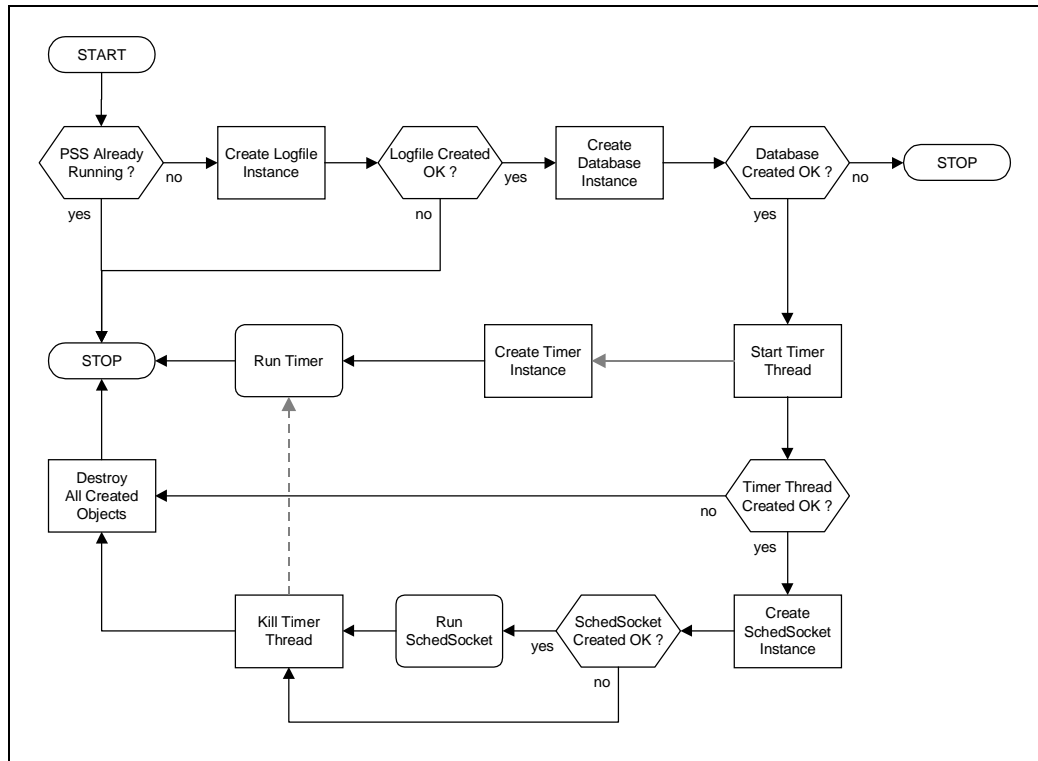 START
PSS Already
Running ?
no
yes
Create Logfile
Instance
Logfile Created
OK ?
yes
no
Create
Database
Instance
Database
Created OK ?
no
yes
STOP
STOP
Run Timer
Create Timer
Instance
Start Timer
Thread
Destroy
All Created
Objects
Timer Thread
Created OK ?
no
yes
Kill Timer
Thread
Run
SchedSocket
SchedSocket
Created OK ?
yes
no
Create
SchedSocket
Instance